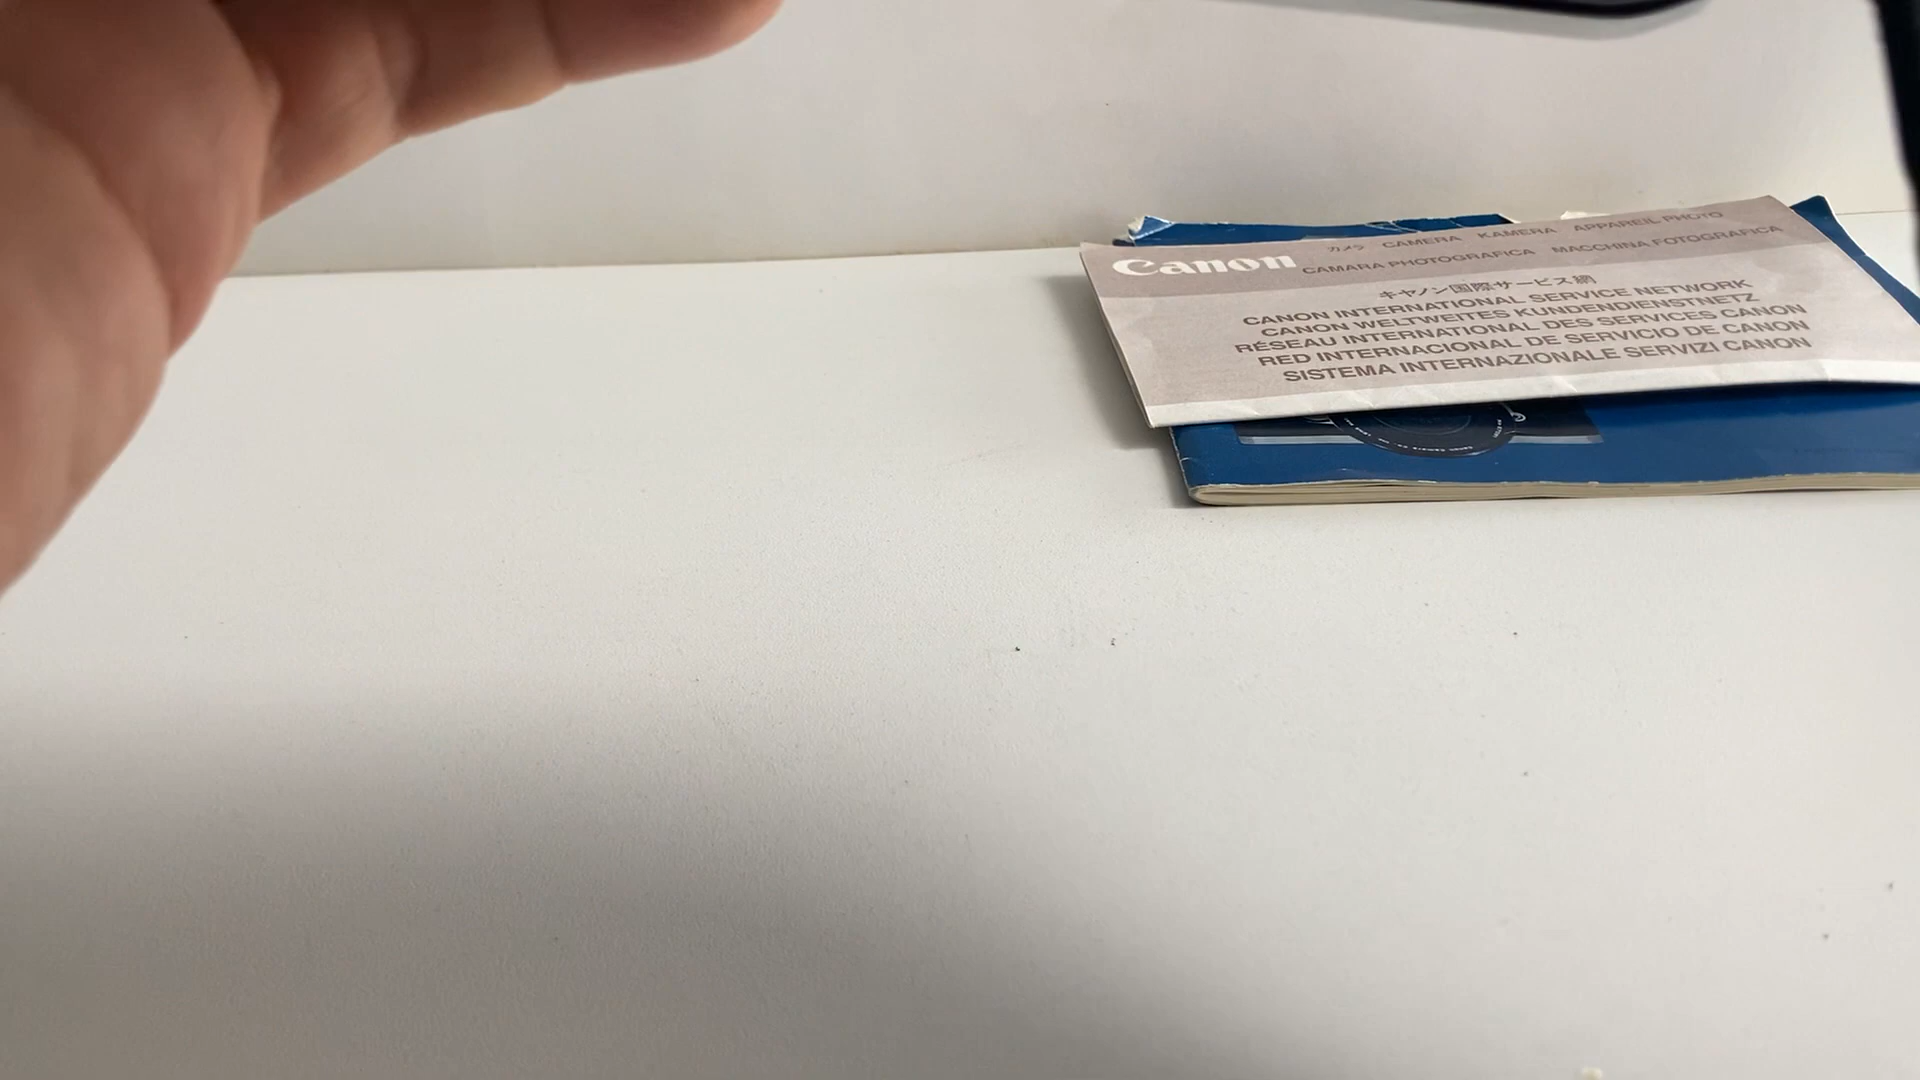 カメラ CAMERA KAMERA APPAREIL PHOTO
Canon CAMARA PHOTOGRAFICA MACCHINA FOTOGRAFICA
キヤノン国際サービス網
CANON INTERNATIONAL SERVICE NETWORK
CANON WELTWEITES KUNDENDIENSTNETZ
RÉSEAU INTERNATIONAL DES SERVICES CANON
RED INTERNACIONAL DE SERVICIO DE CANON
SISTEMA INTERNAZIONALE SERVIZI CANON